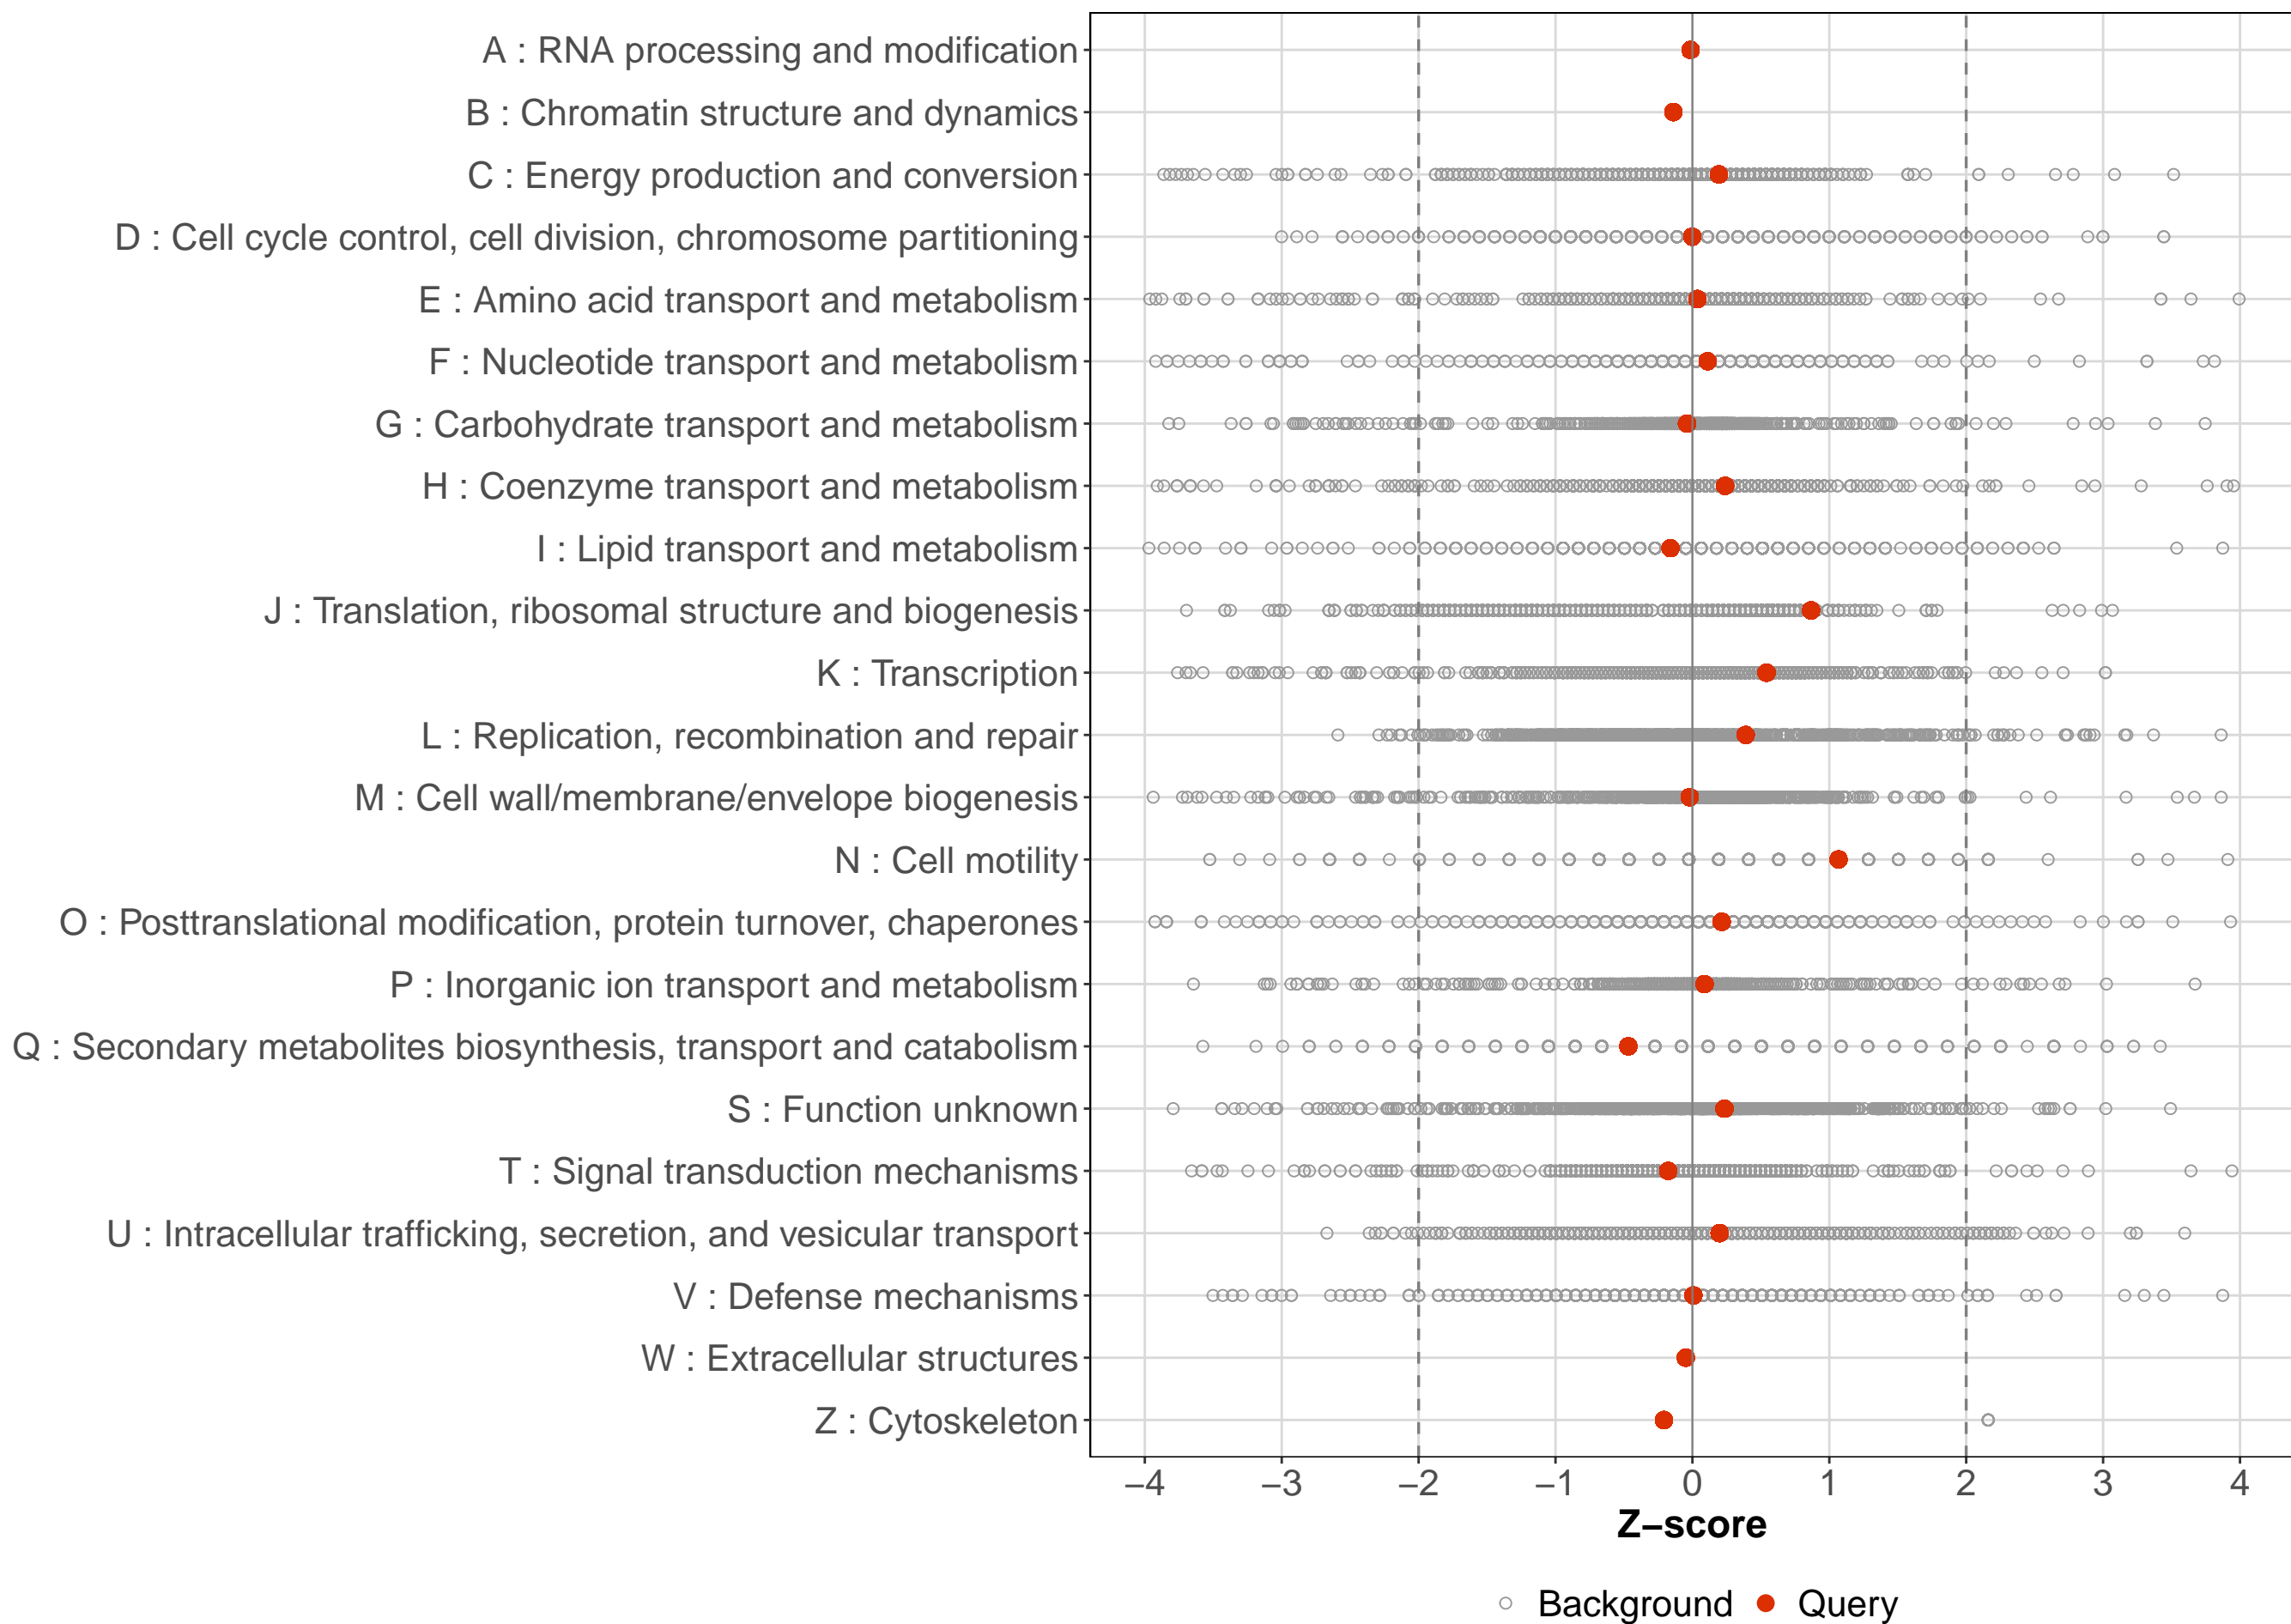 A : RNA processing and modification
B : Chromatin structure and dynamics
C : Energy production and conversion
D : Cell cycle control, cell division, chromosome partitioning
E : Amino acid transport and metabolism
F : Nucleotide transport and metabolism
G : Carbohydrate transport and metabolism
H : Coenzyme transport and metabolism
I : Lipid transport and metabolism
J : Translation, ribosomal structure and biogenesis
K : Transcription
L : Replication, recombination and repair
M : Cell wall/membrane/envelope biogenesis
N : Cell motility
O : Posttranslational modification, protein turnover, chaperones
P : Inorganic ion transport and metabolism
Q : Secondary metabolites biosynthesis, transport and catabolism
S : Function unknown
T : Signal transduction mechanisms
U : Intracellular trafficking, secretion, and vesicular transport
V : Defense mechanisms
W : Extracellular structures
Z : Cytoskeleton
−4 −3 −2 −1 0 1 2 3 4
Z−score
Background Query